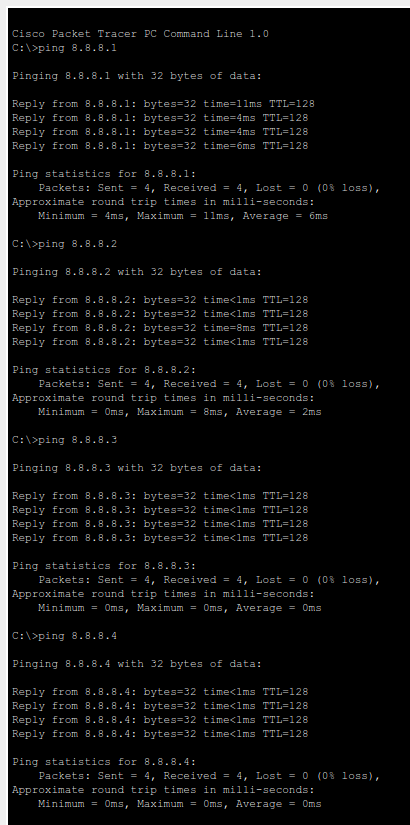 Cisco Packet Tracer PC Command Line 1.0
C:\>ping 8.8.8.1
Pinging 8.8.8.1 with 32 bytes of data:
Reply from 8.8.8.1: bytes=32 time=11ms TTL=128
Reply from 8.8.8.1: bytes=32 time=4ms TTL=128
Reply from 8.8.8.1: bytes=32 time=4ms TTL=128
Reply from 8.8.8.1: bytes=32 time=6ms TTL=128
Ping statistics for 8.8.8.1:
Packets: Sent = 4, Received = 4, Lost = 0 (0% loss),
Approximate round trip times in milli-seconds:
Minimum = 4ms, Maximum = 11ms, Average = 6ms
C:\>ping 8.8.8.2
Pinging 8.8.8.2 with 32 bytes of data:
Reply from 8.8.8.2: bytes=32 time<1ms TTL=128
Reply from 8.8.8.2: bytes=32 time<1ms TTL=128
Reply from 8.8.8.2: bytes=32 time=8ms TTL=128
Reply from 8.8.8.2: bytes=32 time<1ms TTL=128
Ping statistics for 8.8.8.2:
Packets: Sent = 4, Received = 4, Lost = 0 (0% loss),
Approximate round trip times in milli-seconds:
Minimum = 0ms, Maximum = 8ms, Average = 2ms
C:\>ping 8.8.8.3
Pinging 8.8.8.3 with 32 bytes of data:
Reply from 8.8.8.3: bytes=32 time<1ms TTL=128
Reply from 8.8.8.3: bytes=32 time<1ms TTL=128
Reply from 8.8.8.3: bytes=32 time<1ms TTL=128
Reply from 8.8.8.3: bytes=32 time<1ms TTL=128
Ping statistics for 8.8.8.3:
Packets: Sent = 4, Received = 4, Lost = 0 (0% loss),
Approximate round trip times in milli-seconds:
Minimum = 0ms, Maximum = 0ms, Average = 0ms
C:\>ping 8.8.8.4
Pinging 8.8.8.4 with 32 bytes of data:
Reply from 8.8.8.4: bytes=32 time<1ms TTL=128
Reply from 8.8.8.4: bytes=32 time<1ms TTL=128
Reply from 8.8.8.4: bytes=32 time<1ms TTL=128
Reply from 8.8.8.4: bytes=32 time<1ms TTL=128
Ping statistics for 8.8.8.4:
Packets: Sent = 4, Received = 4, Lost = 0 (0% loss),
Approximate round trip times in milli-seconds:
Minimum = 0ms, Maximum = 0ms, Average = 0ms